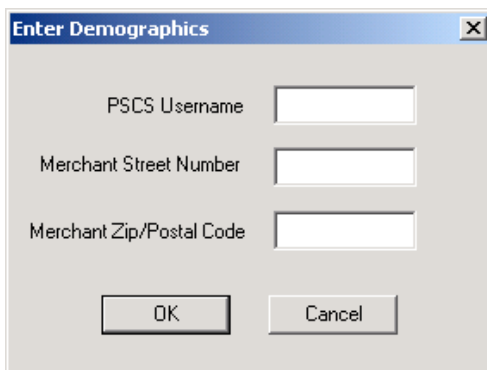 Enter Demographics
PSCS Username
Merchant Street Number
Merchant Zip/Postal Code
OK Cancel